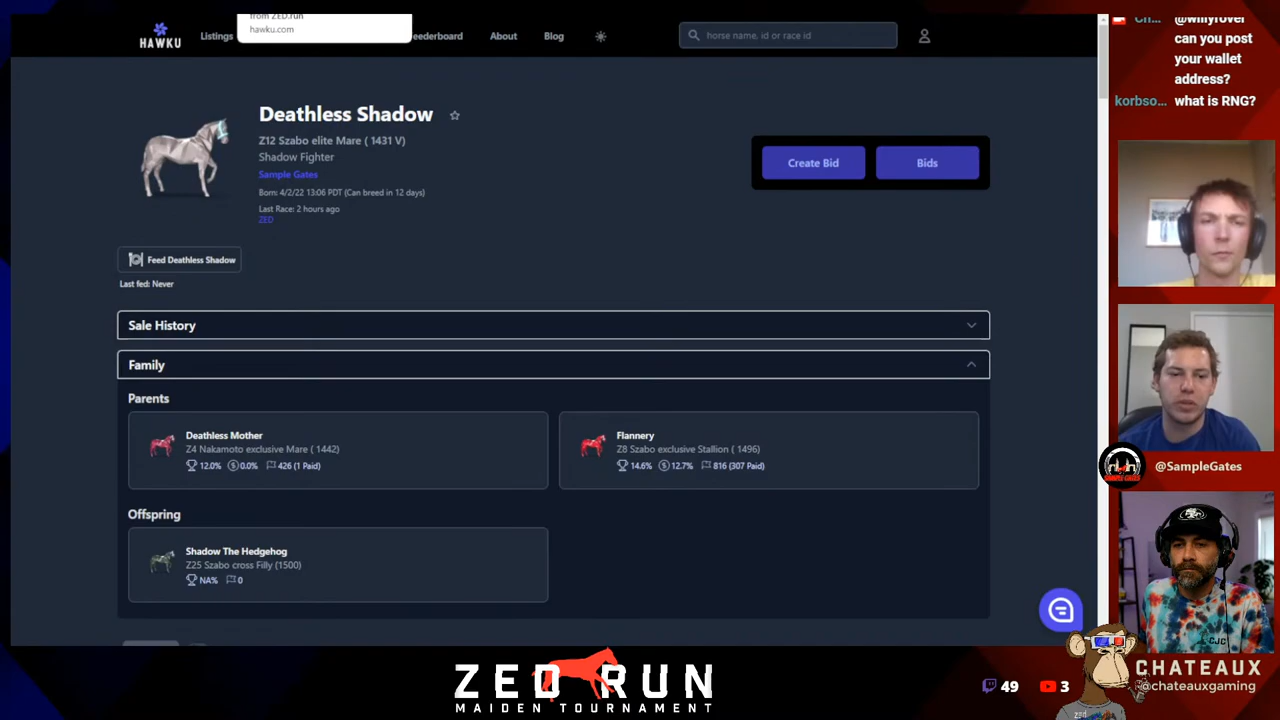 from ZED.run
hawku.com
HAWKU
Listings
eederboard
About
Blog
horse name, id or race id
Deathless Shadow
Z12 Szabo elite Mare ( 1431 V)
Shadow Fighter
Sample Gates
Born: 4/2/22 13:06 PDT (Can breed in 12 days)
Last Race: 2 hours ago
ZED
Create Bid
Bids
Feed Deathless Shadow
Last fed: Never
Sale History
Family
Parents
Deathless Mother
Z4 Nakamoto exclusive Mare ( 1442)
12.0% 0.0% 426 (1 Paid)
Flannery
Z8 Szabo exclusive Stallion ( 1496)
14.6% 12.7% 816 (307 Paid)
Offspring
Shadow The Hedgehog
Z25 Szabo cross Filly (1500)
NA% 0
Ch... @willyrover
can you post
your wallet
address?
korbso... what is RNG?
@SampleGates
CJC
ZED RUN
MAIDEN TOURNAMENT
49
3
CHATEAUX
@chateauxgaming